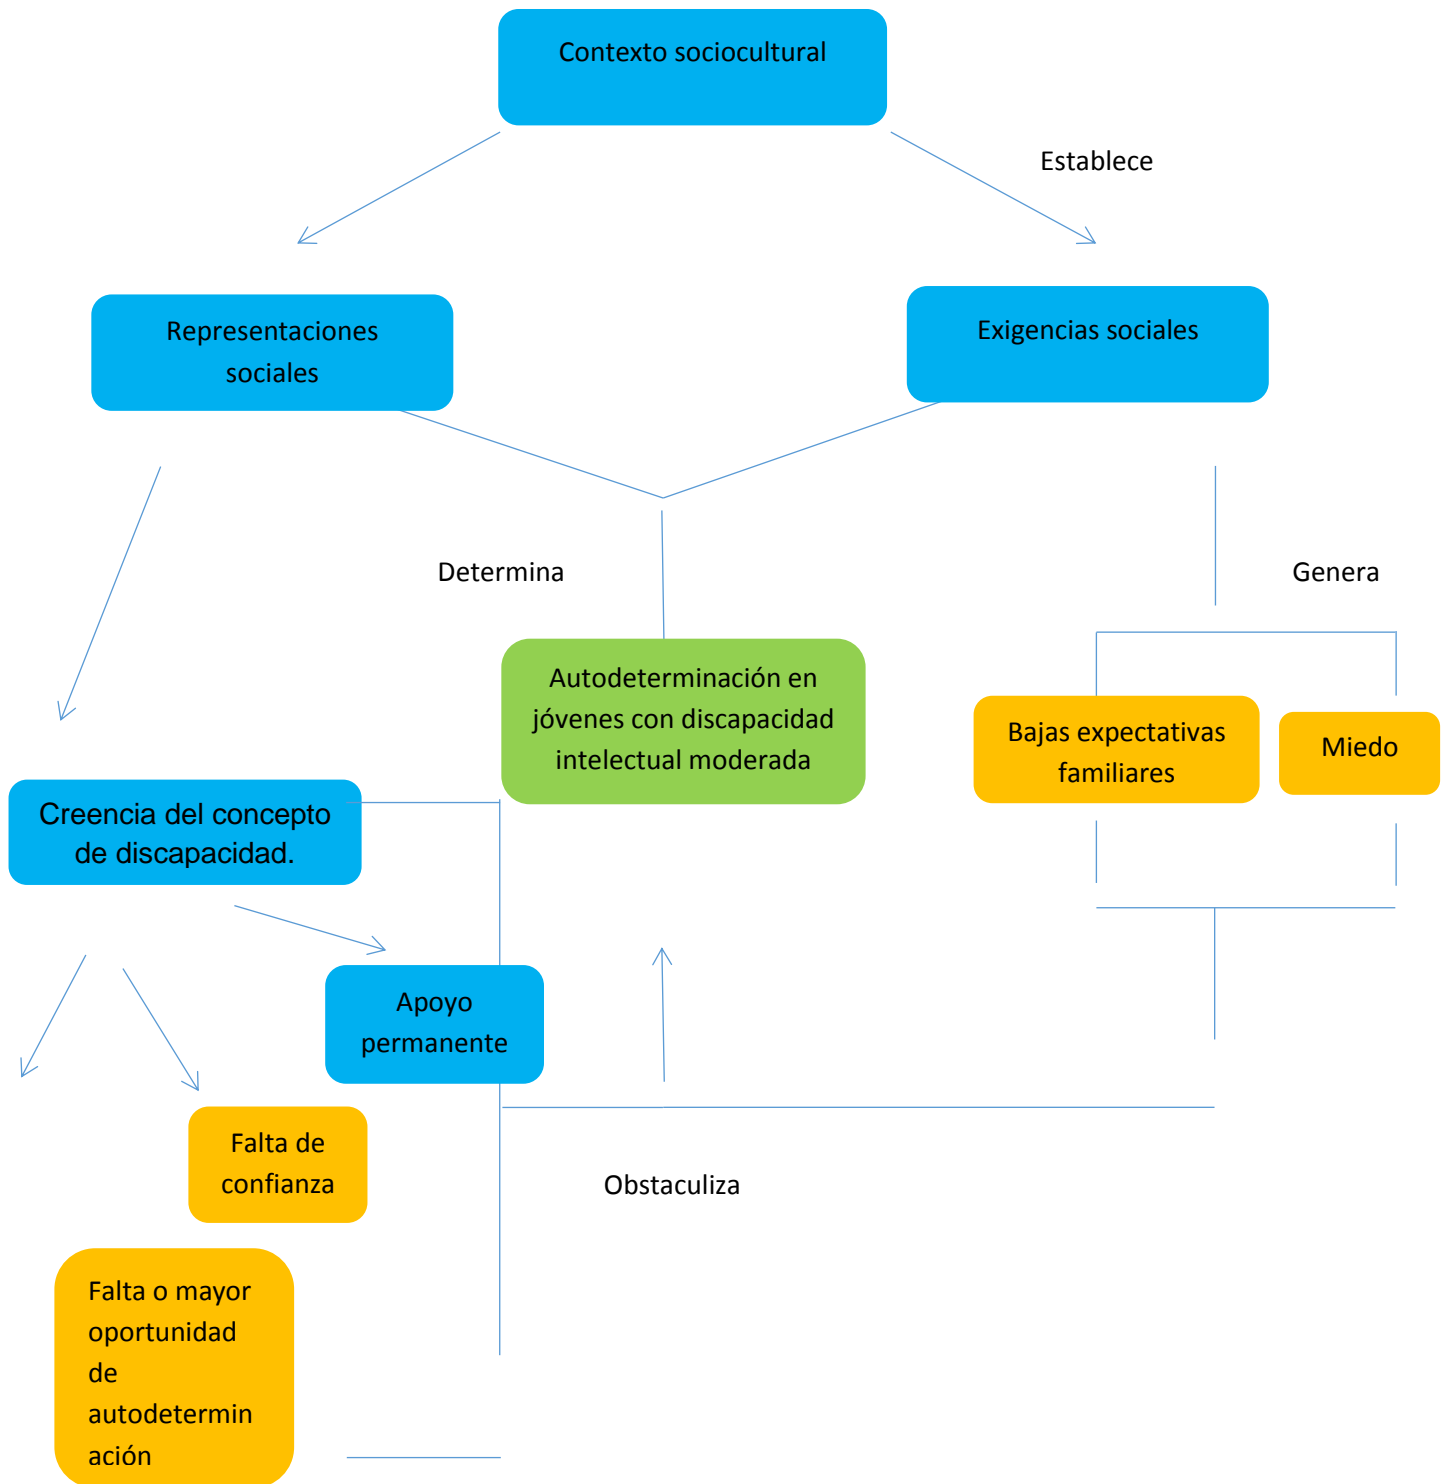 Contexto sociocultural
Establece
Representaciones
sociales
Exigencias sociales
Determina
Genera
Autodeterminación en
jóvenes con discapacidad
intelectual moderada
Bajas expectativas
familiares
Miedo
Creencia del concepto
de discapacidad.
Apoyo
permanente
Falta de
confianza
Obstaculiza
Falta o mayor
oportunidad
de
autodetermin
ación